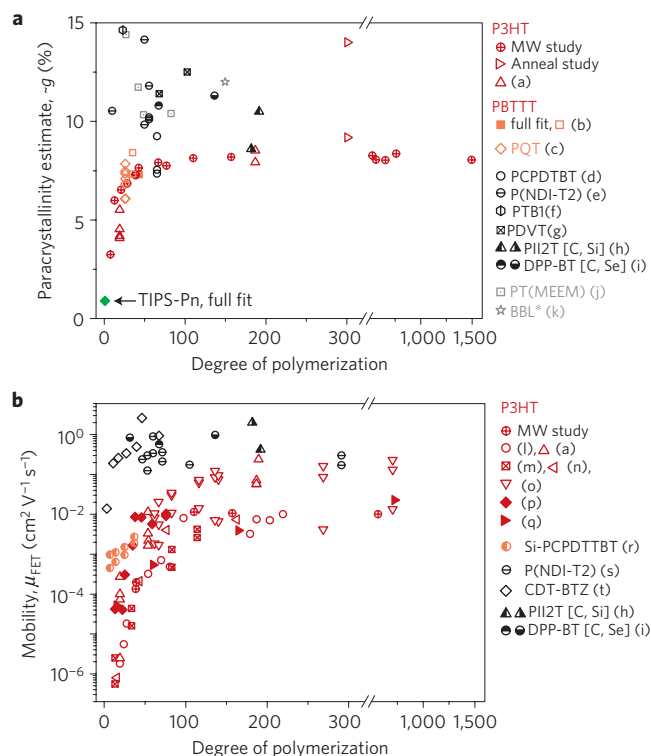 a
15
10
5
0
Paracrystallinity estimate, ~g (%)
TIPS-Pn, full fit
0 100 200 300 1,000 1,500
Degree of polymerization
P3HT
MW study
Anneal study
(a)
PBTTT
full fit, (b)
PQT (c)
PCPDTBT (d)
P(NDI-T2) (e)
PTB1(f)
PDVT(g)
PII2T [C, Si] (h)
DPP-BT [C, Se] (i)
PT(MEEM) (j)
BBL* (k)
b
10⁰
10⁻²
10⁻⁴
10⁻⁶
Mobility, μFET (cm² V⁻¹ s⁻¹)
0 100 200 300 1,000 1,500
Degree of polymerization
P3HT
MW study
(l), (a)
(m), (n),
(o)
(p)
(q)
Si-PCPDTTBT (r)
P(NDI-T2) (s)
CDT-BTZ (t)
PII2T [C, Si] (h)
DPP-BT [C, Se] (i)